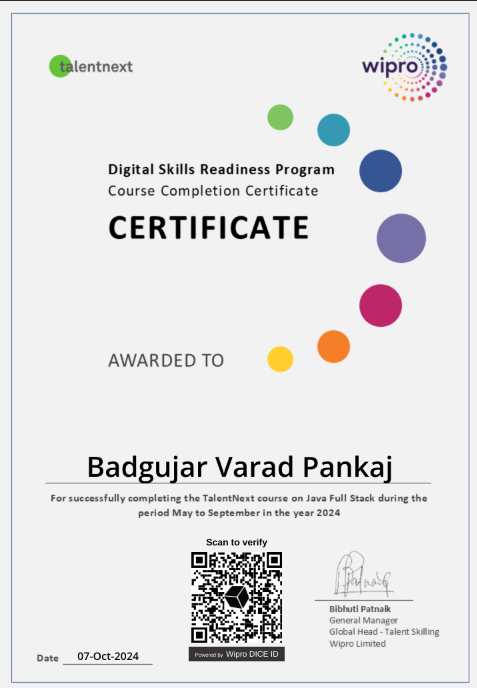 talentnext
wipro
Digital Skills Readiness Program
Course Completion Certificate
CERTIFICATE
AWARDED TO
Badgujar Varad Pankaj
For successfully completing the TalentNext course on Java Full Stack during the
period May to September in the year 2024
Scan to verify
Powered by Wipro DICE ID
Bibhuti Patnaik
General Manager
Global Head - Talent Skilling
Wipro Limited
Date 07-Oct-2024